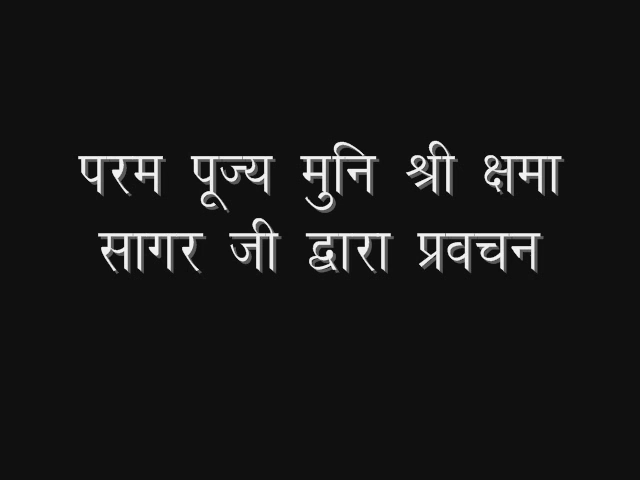 परम पूज्य मुनि श्री क्षमा
सागर जी द्वारा प्रवचन